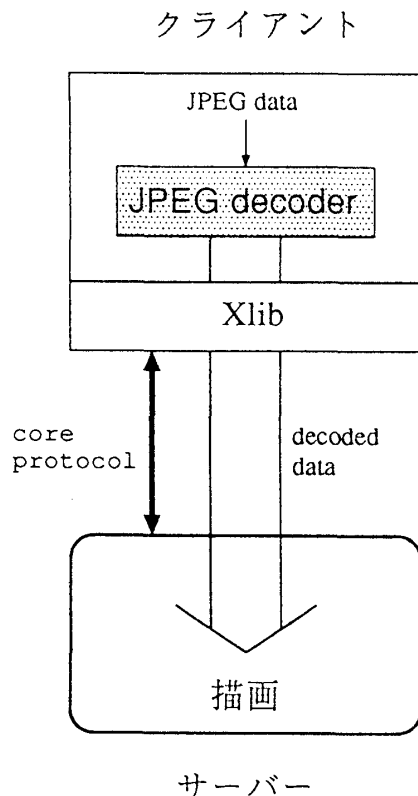 クライアント
JPEG data
JPEG decoder
Xlib
core
protocol
decoded
data
描画
サーバー